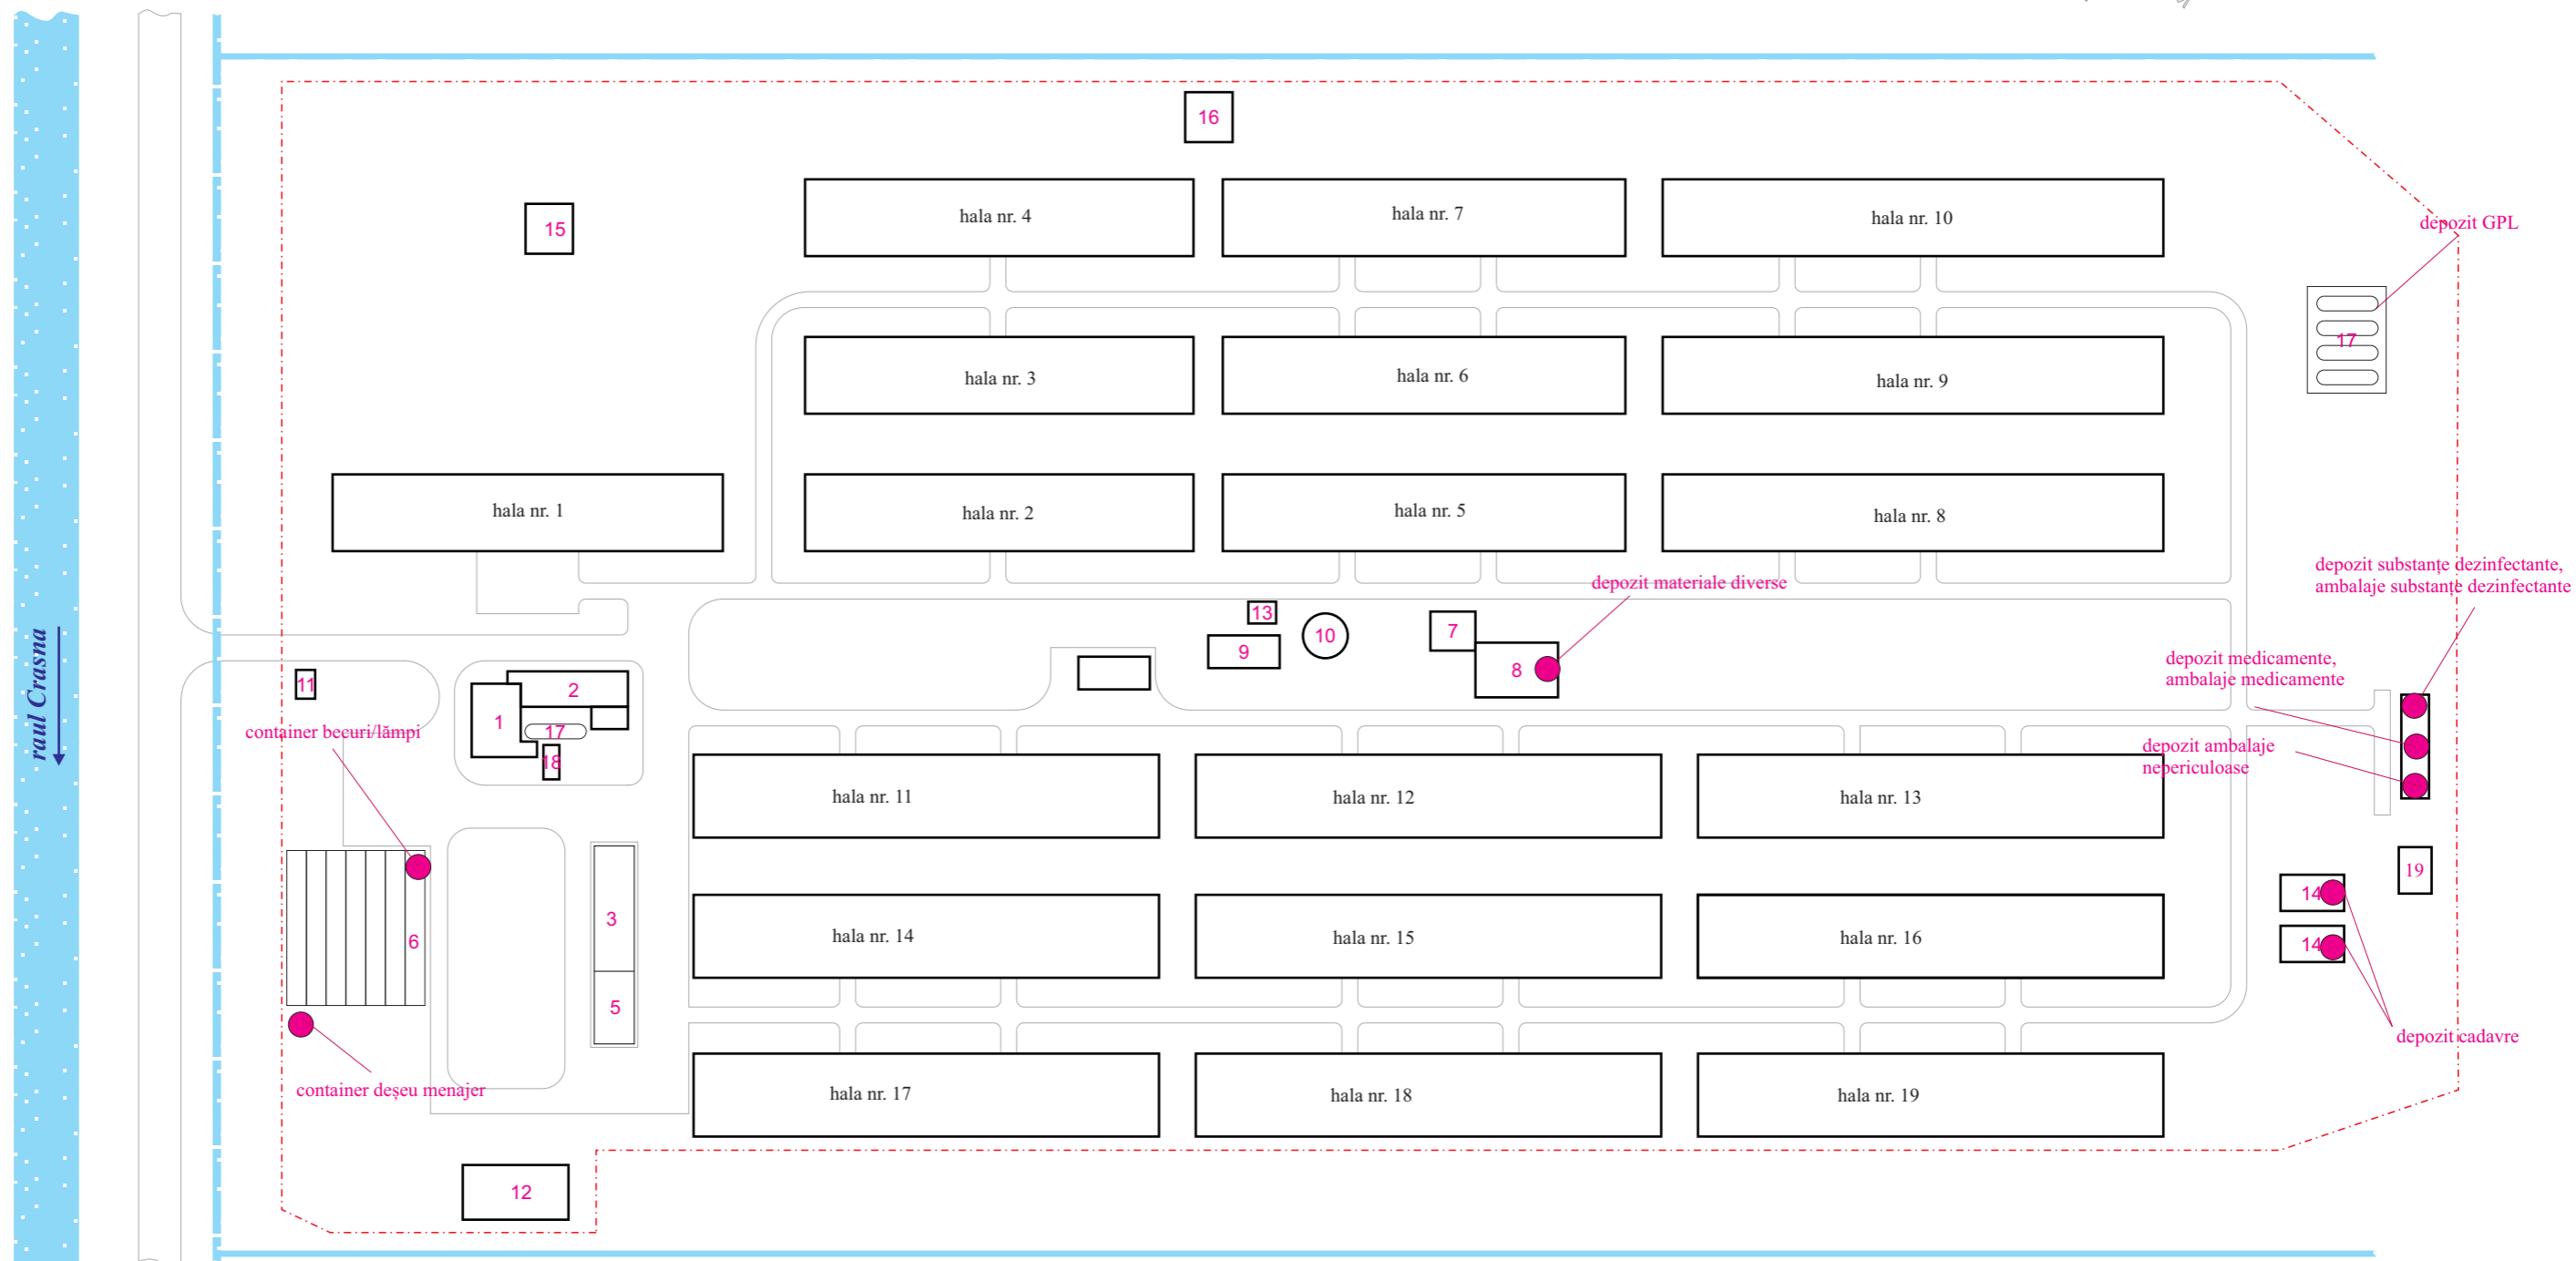 16
15
hala nr. 4
hala nr. 7
hala nr. 10
depozit GPL
17
hala nr. 3
hala nr. 6
hala nr. 9
hala nr. 1
hala nr. 2
hala nr. 5
hala nr. 8
depozit materiale diverse
depozit substanțe dezinfectante,
ambalaje substanțe dezinfectante
13
10
7
9
8
raul Crasna
11
2
1
17
18
container becuri/lămpi
depozit medicamente,
ambalaje medicamente
depozit ambalaje
nepericuloase
hala nr. 11
hala nr. 12
hala nr. 13
19
14
14
3
6
5
hala nr. 14
hala nr. 15
hala nr. 16
depozit cadavre
container deșeu menajer
hala nr. 17
hala nr. 18
hala nr. 19
12